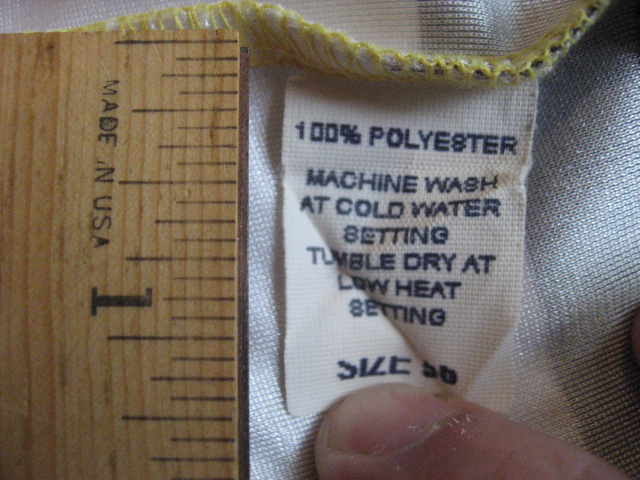 MADE IN USA
1
100% POLYESTER
MACHINE WASH
AT COLD WATER
SETTING
TUMBLE DRY AT
LOW HEAT
SETTING
SIZE